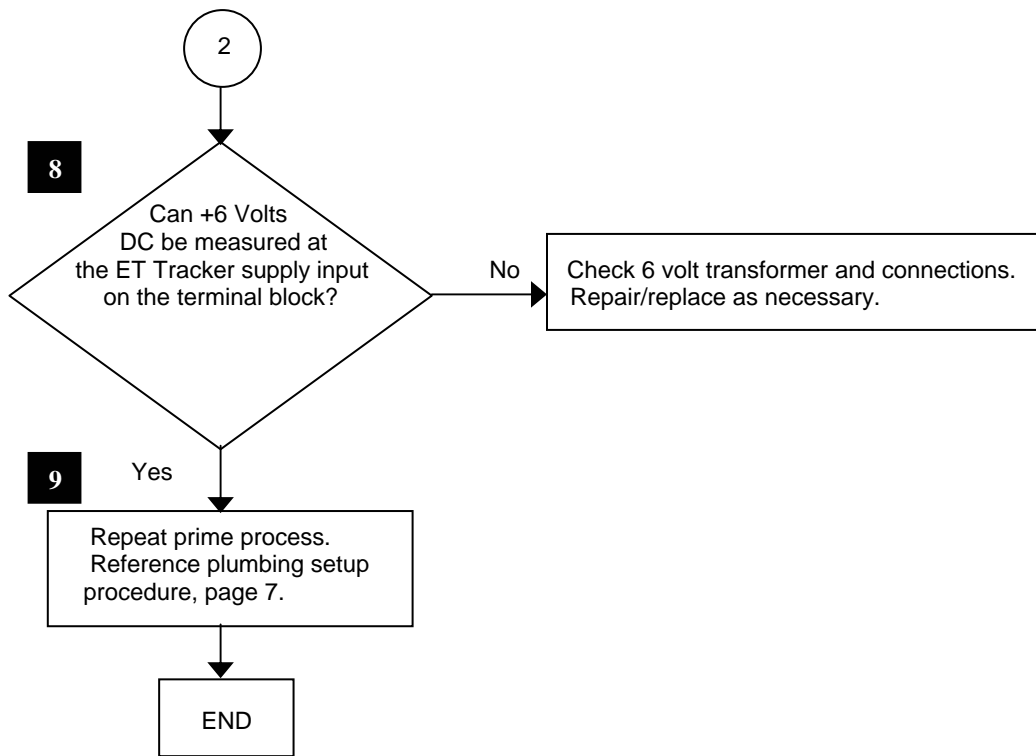 2
8
Can +6 Volts
DC be measured at
the ET Tracker supply input
on the terminal block?
No
Check 6 volt transformer and connections.
Repair/replace as necessary.
Yes
9
Repeat prime process.
Reference plumbing setup
procedure, page 7.
END